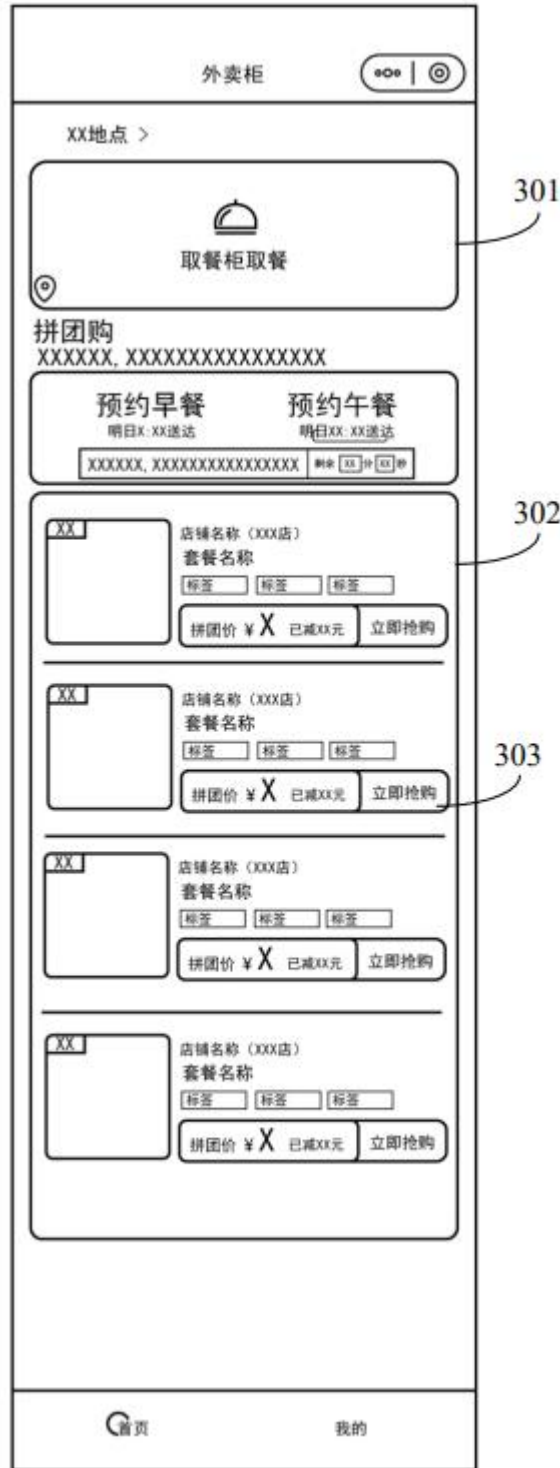 外卖柜
XX地点 >
301
取餐柜取餐
拼团购
XXXXXX, XXXXXXXXXXXXXXXX
预约早餐 预约午餐
明日X:XX送达 明日XX:XX送达
XXXXXX, XXXXXXXXXXXXXXXX 剩余 XX 分 XX 秒
302
XX
店铺名称（XXX店）
套餐名称
标签 标签 标签
拼团价 ¥ X 已减XX元 立即抢购
XX
店铺名称（XXX店）
套餐名称
标签 标签 标签
303
拼团价 ¥ X 已减XX元 立即抢购
XX
店铺名称（XXX店）
套餐名称
标签 标签 标签
拼团价 ¥ X 已减XX元 立即抢购
XX
店铺名称（XXX店）
套餐名称
标签 标签 标签
拼团价 ¥ X 已减XX元 立即抢购
首页 我的